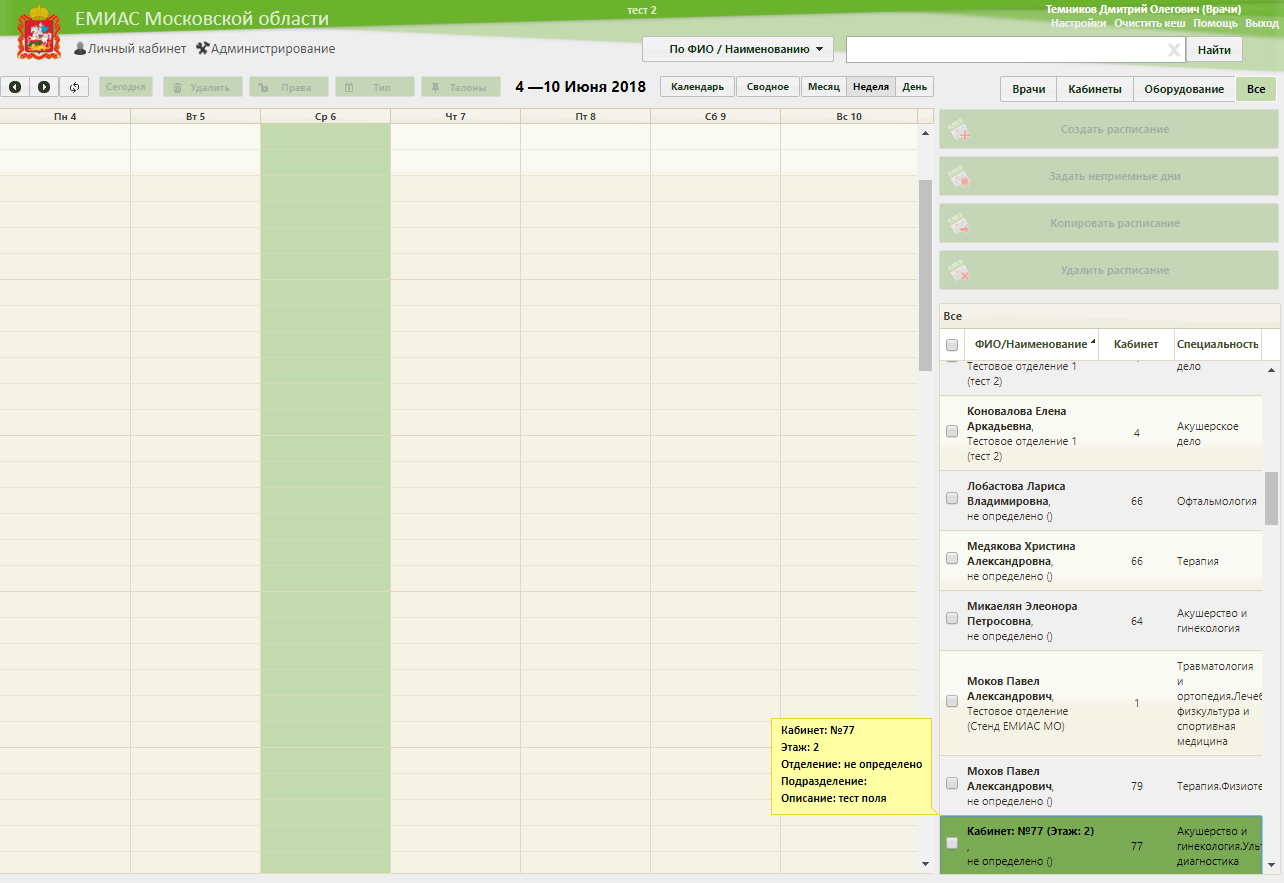 ЕМИАС Московской области
тест 2
Темников Дмитрий Олегович (Врачи)
Настройки Очистить кеш Помощь Выход
Личный кабинет Администрирование
По ФИО / Наименованию
Найти
Сегодня Удалить Права Тип Талоны
4 —10 Июня 2018
Календарь Сводное Месяц Неделя День
Врачи Кабинеты Оборудование Все
Пн 4 Вт 5 Ср 6 Чт 7 Пт 8 Сб 9 Вс 10
Создать расписание
Задать неприемные дни
Копировать расписание
Удалить расписание
Все
ФИО/Наименование Кабинет Специальность
Тестовое отделение 1 дело
(тест 2)
Коновалова Елена
Аркадьевна,
Тестовое отделение 1
(тест 2)
4
Акушерское
дело
Лобастова Лариса
Владимировна,
не определено ()
66
Офтальмология
Медякова Христина
Александровна,
не определено ()
66
Терапия
Микаелян Элеонора
Петросовна,
не определено ()
64
Акушерство и
гинекология
Моков Павел
Александрович,
Тестовое отделение
(Стенд ЕМИАС МО)
1
Травматология
и
ортопедия.Лечеб
физкультура и
спортивная
медицина
Мохов Павел
Александрович,
не определено ()
79
Терапия.Физиоте
Кабинет: №77 (Этаж: 2)
,
не определено ()
77
Акушерство и
гинекология.Уль
диагностика
Кабинет: №77
Этаж: 2
Отделение: не определено
Подразделение:
Описание: тест поля